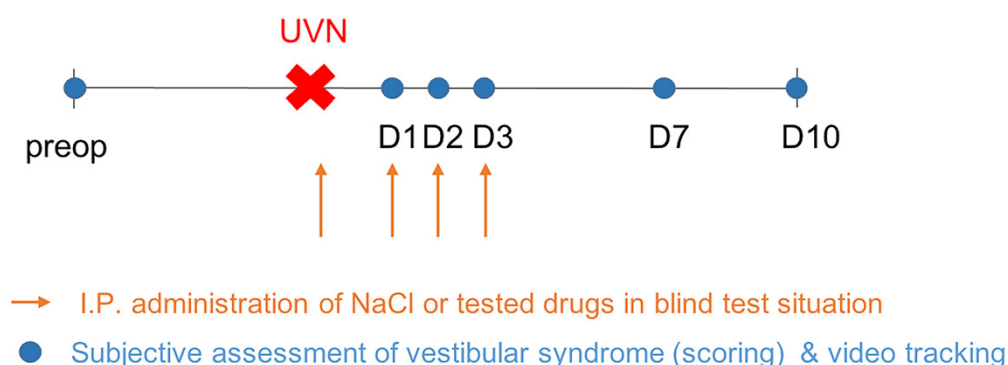 UVN
preop
D1 D2 D3 D7 D10
I.P. administration of NaCl or tested drugs in blind test situation
Subjective assessment of vestibular syndrome (scoring) & video tracking